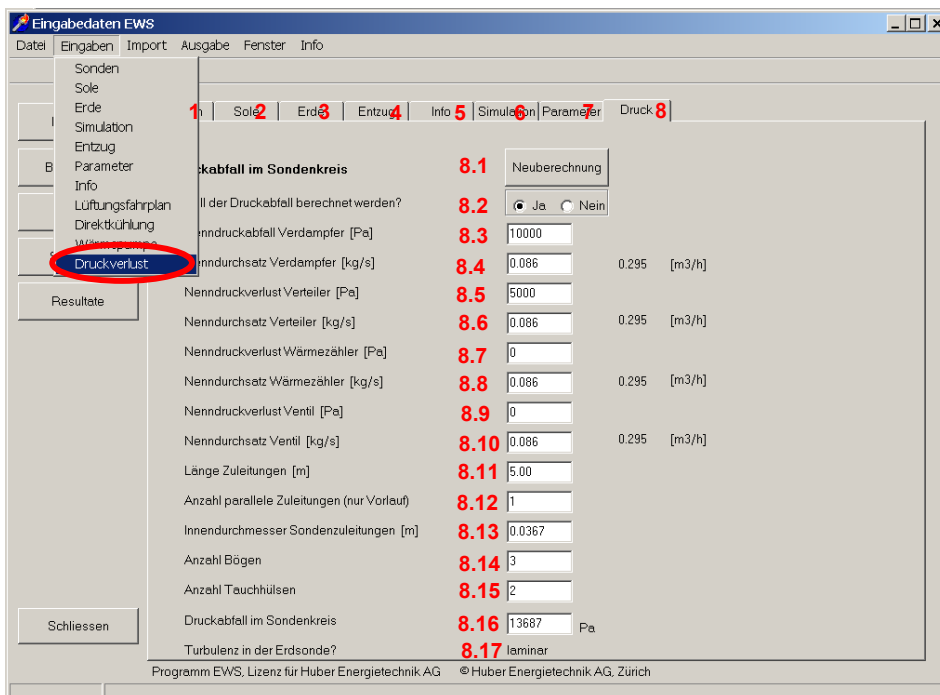 Eingabedaten EWS
Datei Eingaben Import Ausgabe Fenster Info
Sonden
Sole
Erde
Simulation
Entzug
Parameter
Info
Lüftungsfahrplan
Direktkühlung
Wärmepumpe
Druckverlust
1 Sole 2 Erde 3 Entzug 4 Info 5 Simulation 6 Parameter 7 Druck 8
ckabfall im Sondenkreis 8.1 Neuberechnung
ll der Druckabfall berechnet werden? 8.2 Ja Nein
enndruckabfall Verdampfer [Pa] 8.3 10000
enndurchsatz Verdampfer [kg/s] 8.4 0.086 0.295 [m3/h]
Nenndruckverlust Verteiler [Pa] 8.5 5000
Nenndurchsatz Verteiler [kg/s] 8.6 0.086 0.295 [m3/h]
Nenndruckverlust Wärmezähler [Pa] 8.7 0
Nenndurchsatz Wärmezähler [kg/s] 8.8 0.086 0.295 [m3/h]
Nenndruckverlust Ventil [Pa] 8.9 0
Nenndurchsatz Ventil [kg/s] 8.10 0.086 0.295 [m3/h]
Länge Zuleitungen [m] 8.11 5.00
Anzahl parallele Zuleitungen (nur Vorlauf) 8.12 1
Innendurchmesser Sondenzuleitungen [m] 8.13 0.0367
Anzahl Bögen 8.14 3
Anzahl Tauchhülsen 8.15 2
Druckabfall im Sondenkreis 8.16 13687 Pa
Turbulenz in der Erdsonde? 8.17 laminar
Resultate
Schliessen
Programm EWS, Lizenz für Huber Energietechnik AG © Huber Energietechnik AG, Zürich